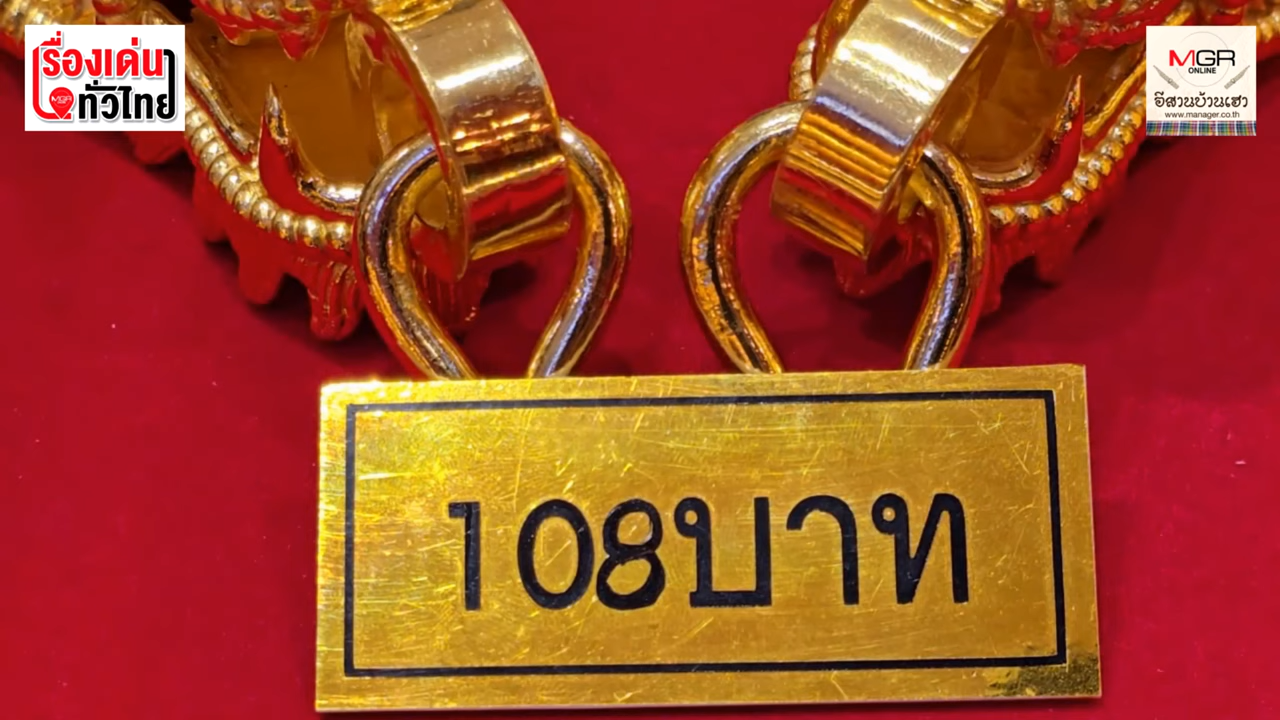 เรื่องเด่น
MGR
ทั่วไทย
MGR
ONLINE
อีสานบ้านเฮา
www.manager.co.th
108บาท